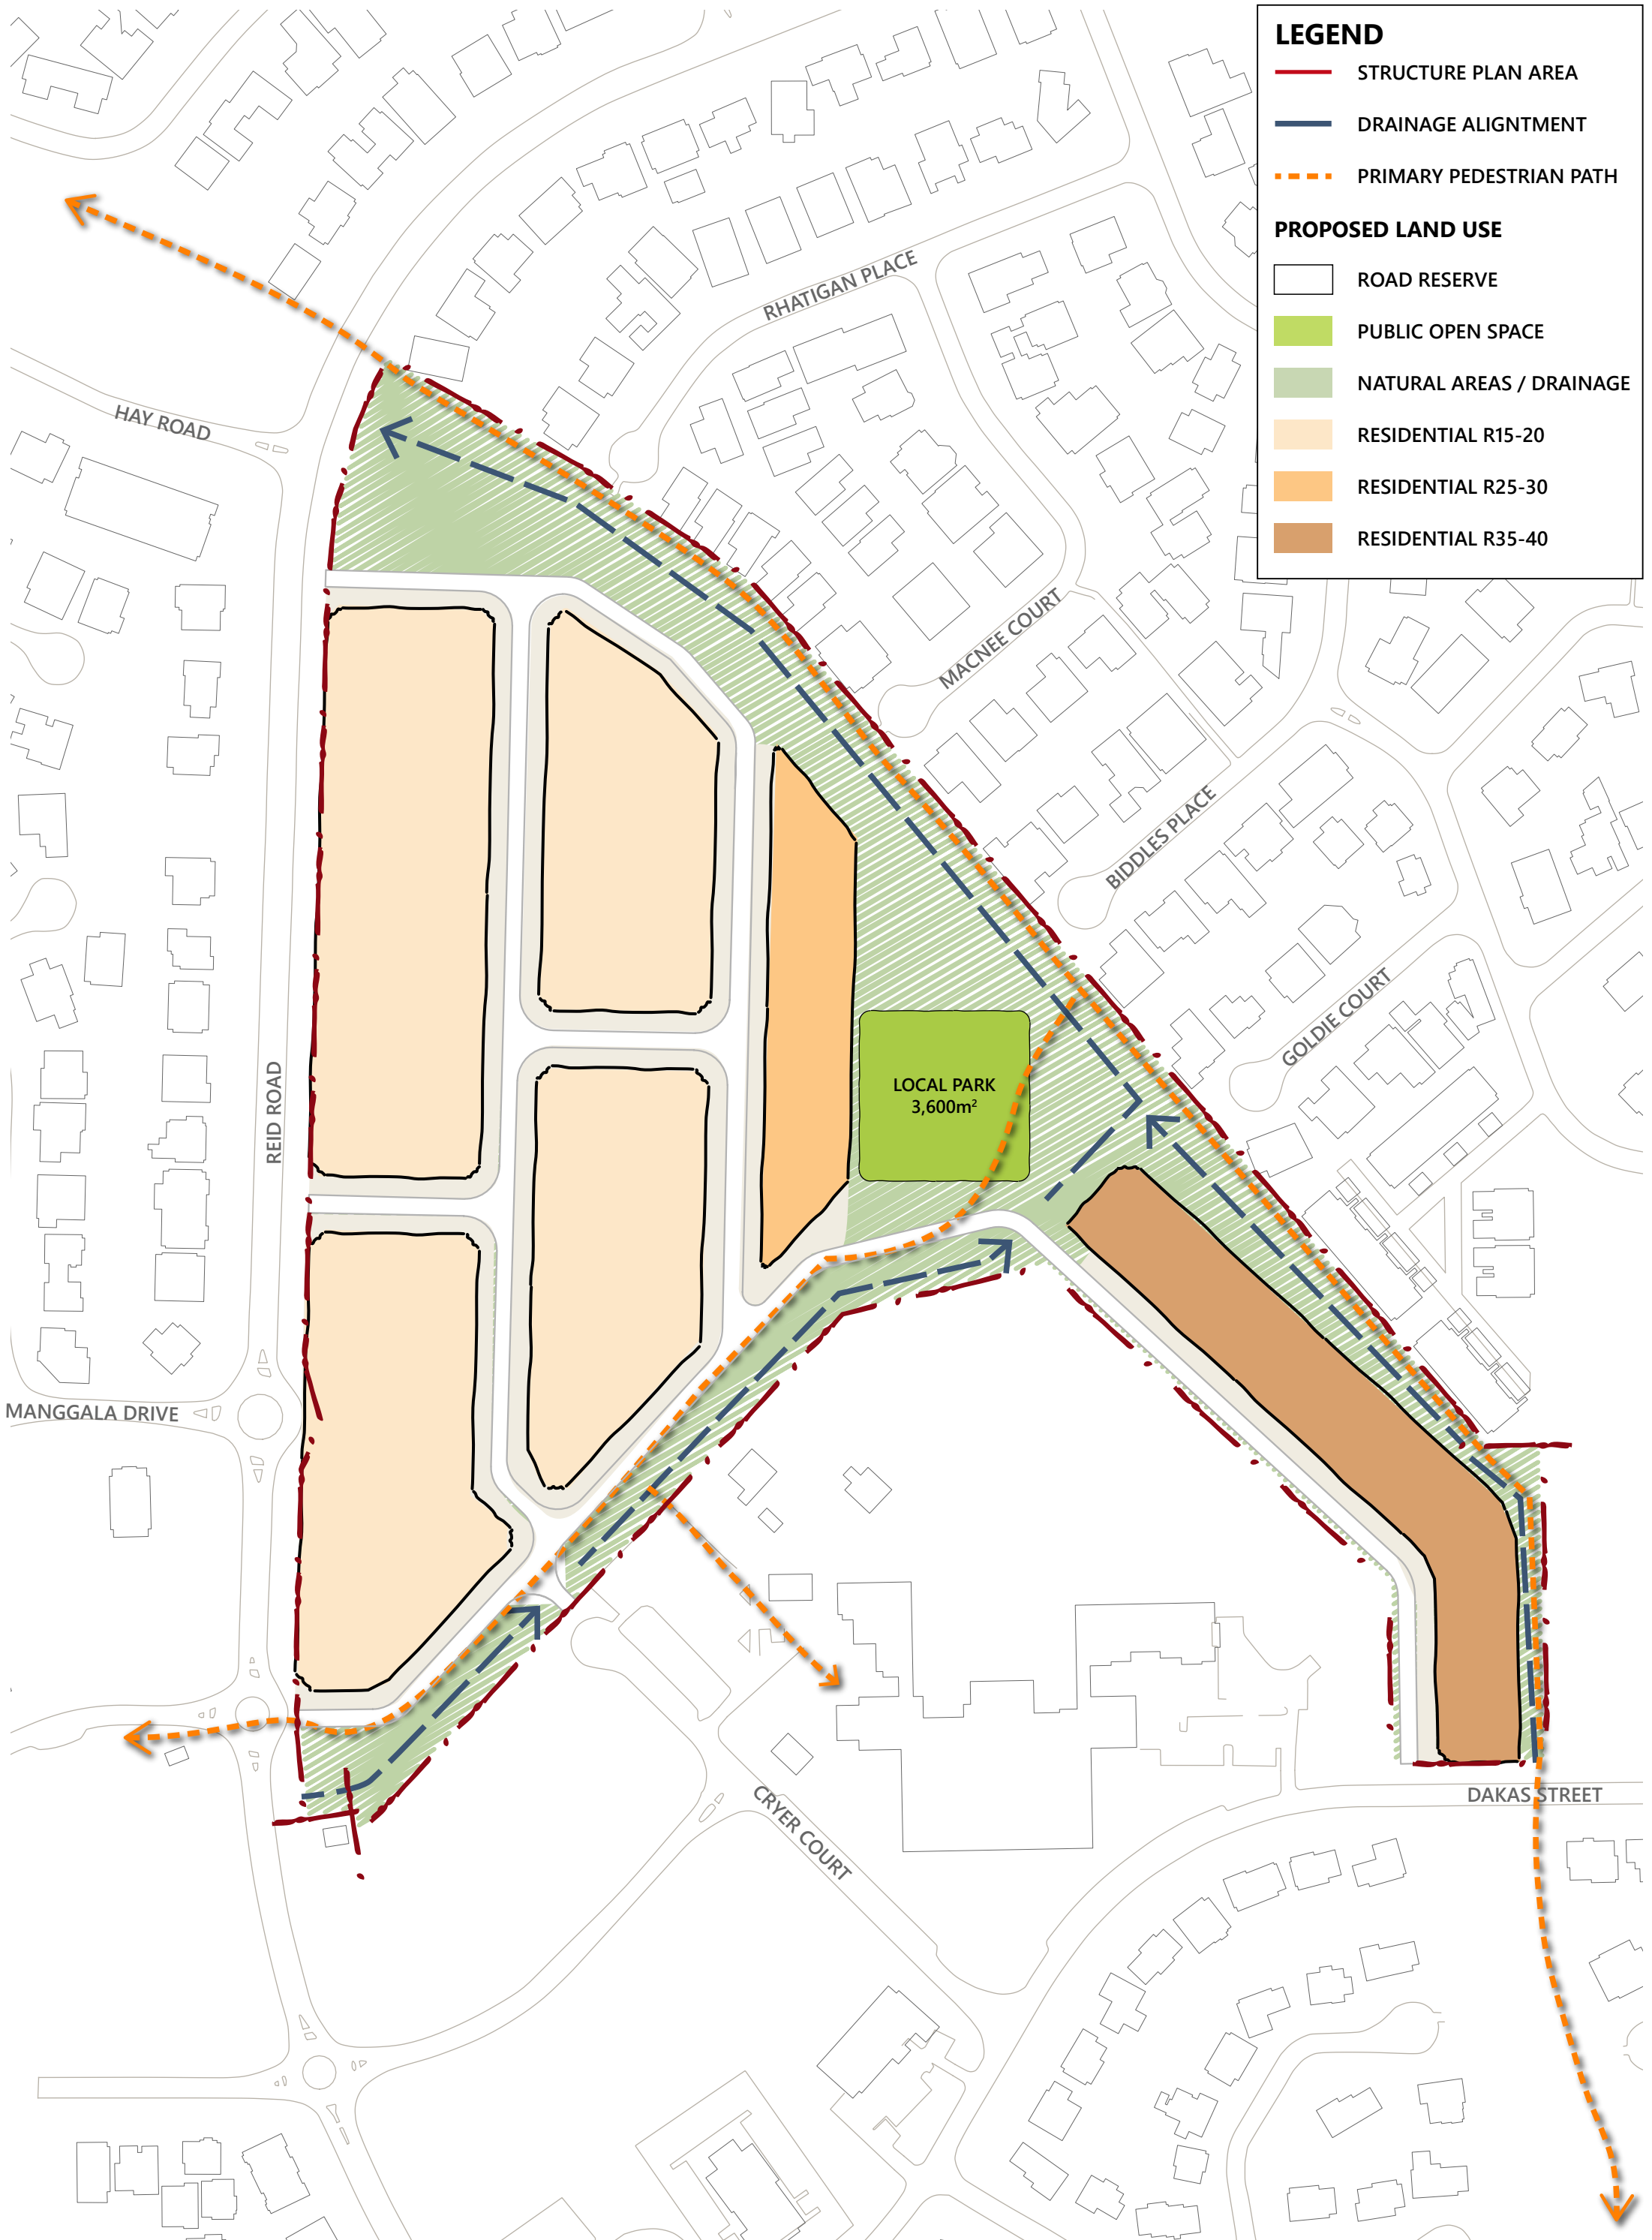 LEGEND
STRUCTURE PLAN AREA
DRAINAGE ALIGNTMENT
PRIMARY PEDESTRIAN PATH
PROPOSED LAND USE
ROAD RESERVE
PUBLIC OPEN SPACE
NATURAL AREAS / DRAINAGE
RESIDENTIAL R15-20
RESIDENTIAL R25-30
RESIDENTIAL R35-40
RHATIGAN PLACE
HAY ROAD
MACNEE COURT
BIDDLES PLACE
GOLDIE COURT
REID ROAD
LOCAL PARK
3,600m²
MANGGALA DRIVE
DAKAS STREET
CRYER COURT